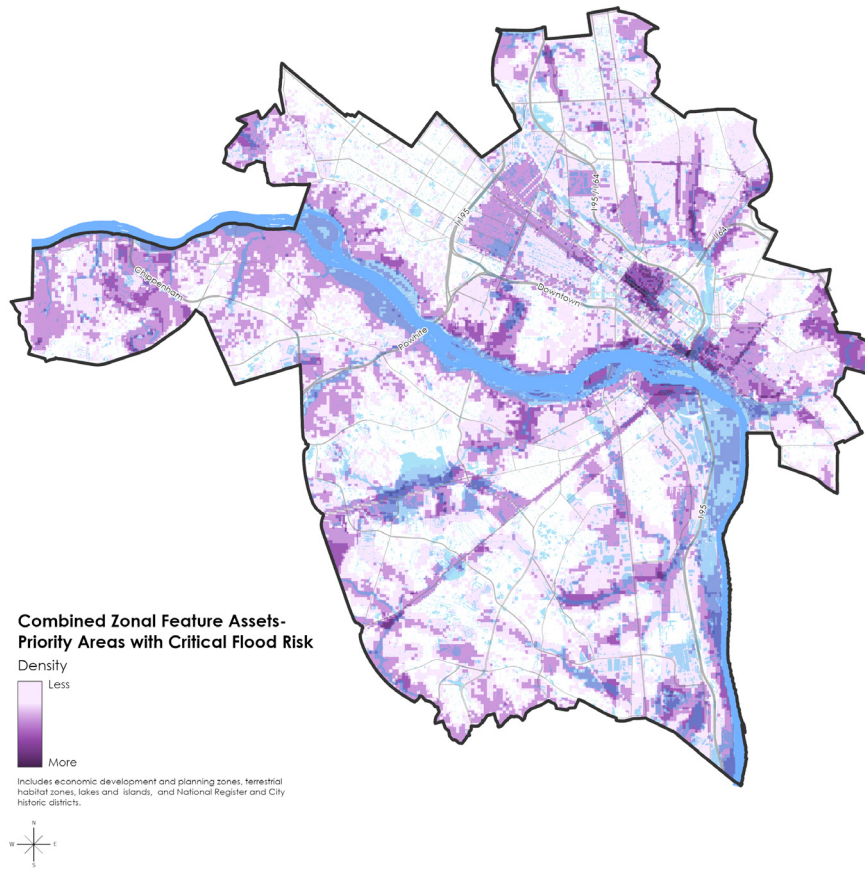 I-95
I-95 / I-64
I-64
Chippenham
Downtown
Powhite
I-95
Combined Zonal Feature Assets-
Priority Areas with Critical Flood Risk
Density
Less
More
Includes economic development and planning zones, terrestrial
habitat zones, lakes and islands, and National Register and City
historic districts.
N
W E
S